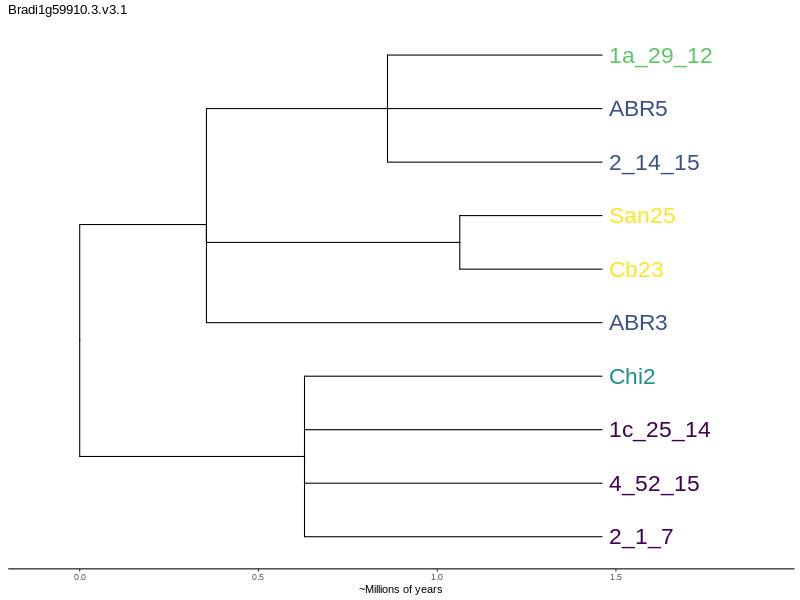 Bradi1g59910.3.v3.1
1a_29_12
ABR5
2_14_15
San25
Cb23
ABR3
Chi2
1c_25_14
4_52_15
2_1_7
0.0 0.5 1.0 1.5
~Millions of years